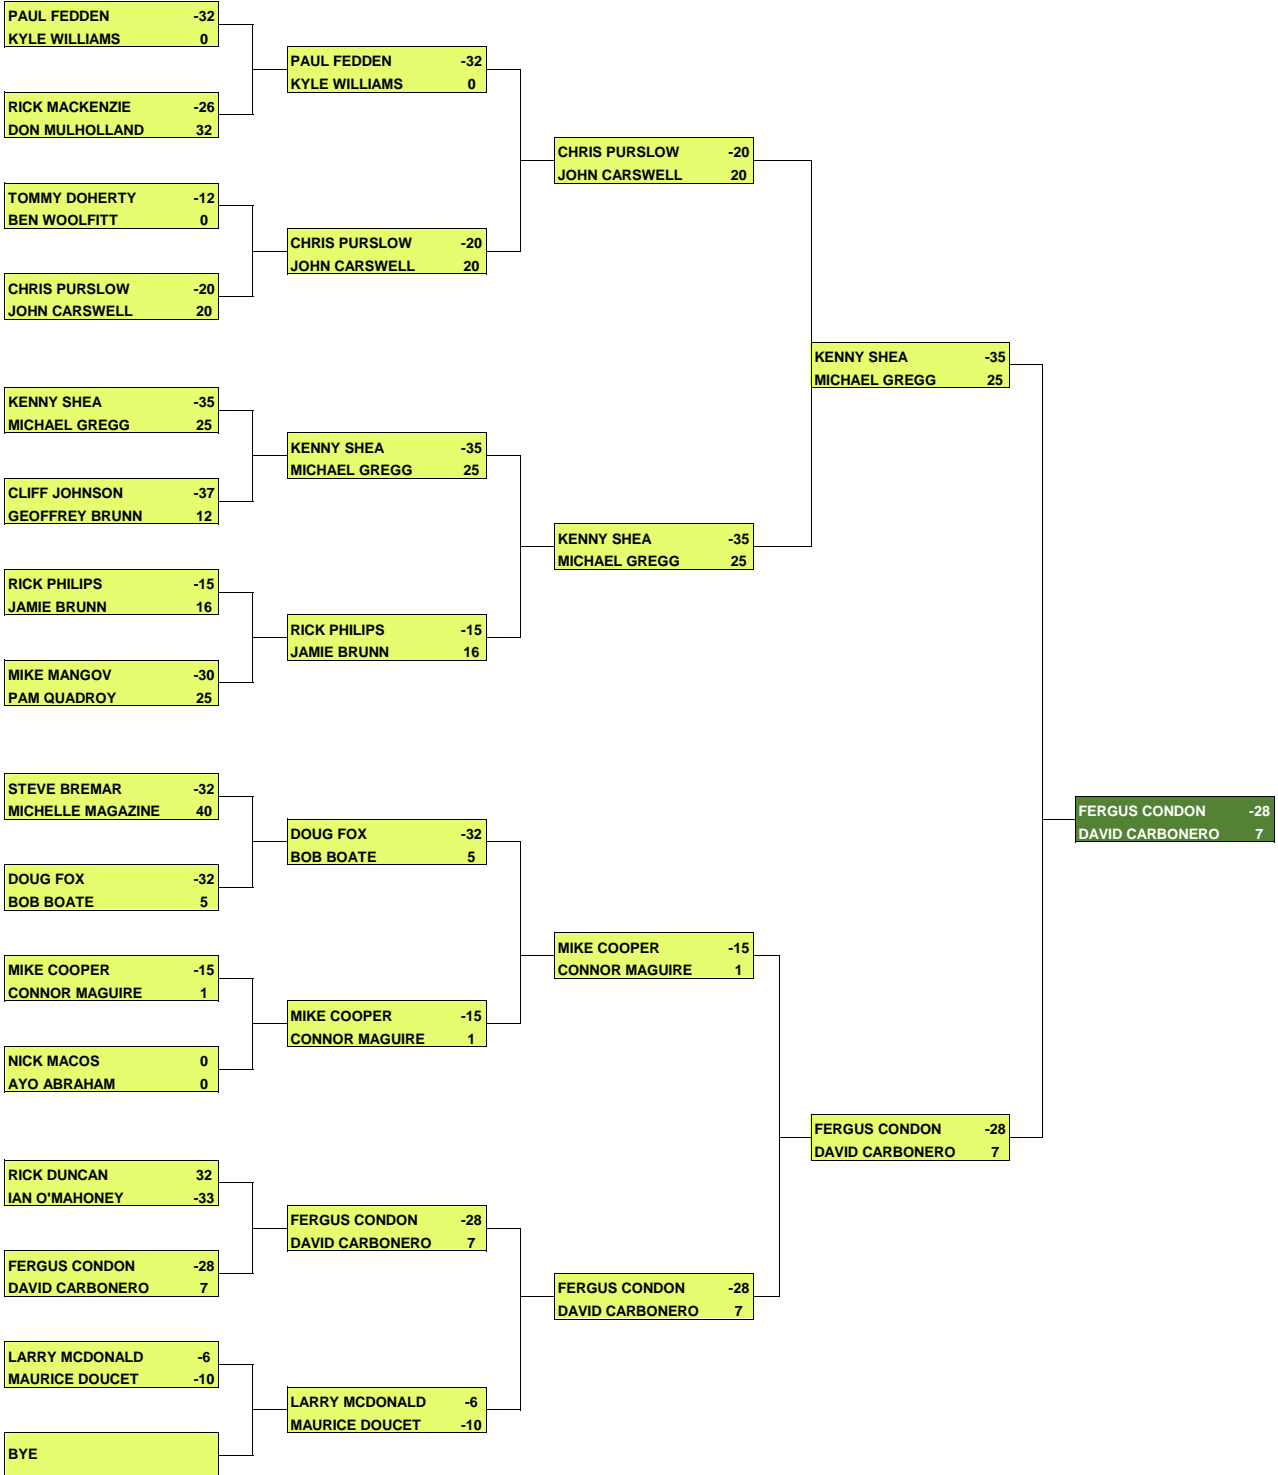 PAUL FEDDEN -32
KYLE WILLIAMS 0
RICK MACKENZIE -26
DON MULHOLLAND 32
TOMMY DOHERTY -12
BEN WOOLFITT 0
CHRIS PURSLOW -20
JOHN CARSWELL 20
KENNY SHEA -35
MICHAEL GREGG 25
CLIFF JOHNSON -37
GEOFFREY BRUNN 12
RICK PHILIPS -15
JAMIE BRUNN 16
MIKE MANGOV -30
PAM QUADROY 25
STEVE BREMAR -32
MICHELLE MAGAZINE 40
DOUG FOX -32
BOB BOATE 5
MIKE COOPER -15
CONNOR MAGUIRE 1
NICK MACOS 0
AYO ABRAHAM 0
RICK DUNCAN 32
IAN O'MAHONEY -33
FERGUS CONDON -28
DAVID CARBONERO 7
LARRY MCDONALD -6
MAURICE DOUCET -10
BYE
PAUL FEDDEN -32
KYLE WILLIAMS 0
CHRIS PURSLOW -20
JOHN CARSWELL 20
KENNY SHEA -35
MICHAEL GREGG 25
RICK PHILIPS -15
JAMIE BRUNN 16
DOUG FOX -32
BOB BOATE 5
MIKE COOPER -15
CONNOR MAGUIRE 1
FERGUS CONDON -28
DAVID CARBONERO 7
LARRY MCDONALD -6
MAURICE DOUCET -10
CHRIS PURSLOW -20
JOHN CARSWELL 20
KENNY SHEA -35
MICHAEL GREGG 25
MIKE COOPER -15
CONNOR MAGUIRE 1
FERGUS CONDON -28
DAVID CARBONERO 7
KENNY SHEA -35
MICHAEL GREGG 25
FERGUS CONDON -28
DAVID CARBONERO 7
FERGUS CONDON -28
DAVID CARBONERO 7